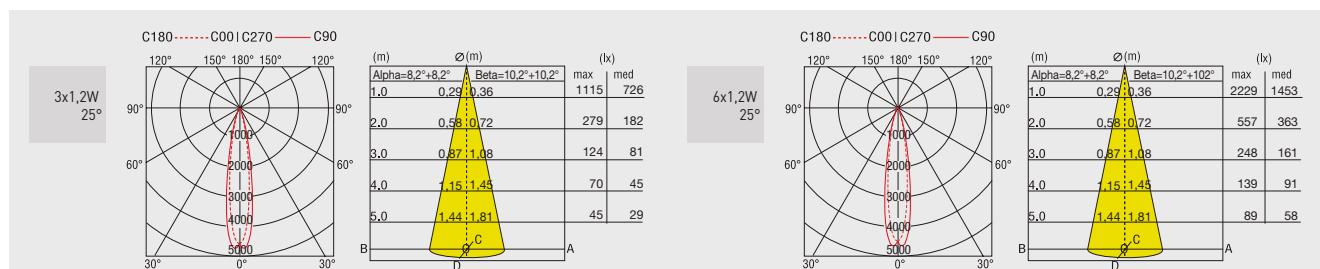 C180 C00 | C270 C90
120° 150° 180° 150° 120°
3x1,2W
25°
90° 90°
60° 60°
1000
2000
3000
4000
5000
30° 0° 30°
(m) Ø (m) (lx)
Alpha=8,2°+8,2° Beta=10,2°+10,2° max med
1.0 0,29 0,36 1115 726
2.0 0,58 0,72 279 182
3.0 0,87 1,08 124 81
4.0 1,15 1,45 70 45
5.0 1,44 1,81 45 29
B C A
D
C180 C00 | C270 C90
120° 150° 180° 150° 120°
6x1,2W
25°
90° 90°
60° 60°
1000
2000
3000
4000
5000
30° 0° 30°
(m) Ø (m) (lx)
Alpha=8,2°+8,2° Beta=10,2°+102° max med
1.0 0,29 0,36 2229 1453
2.0 0,58 0,72 557 363
3.0 0,87 1,08 248 161
4.0 1,15 1,45 139 91
5.0 1,44 1,81 89 58
B C A
D